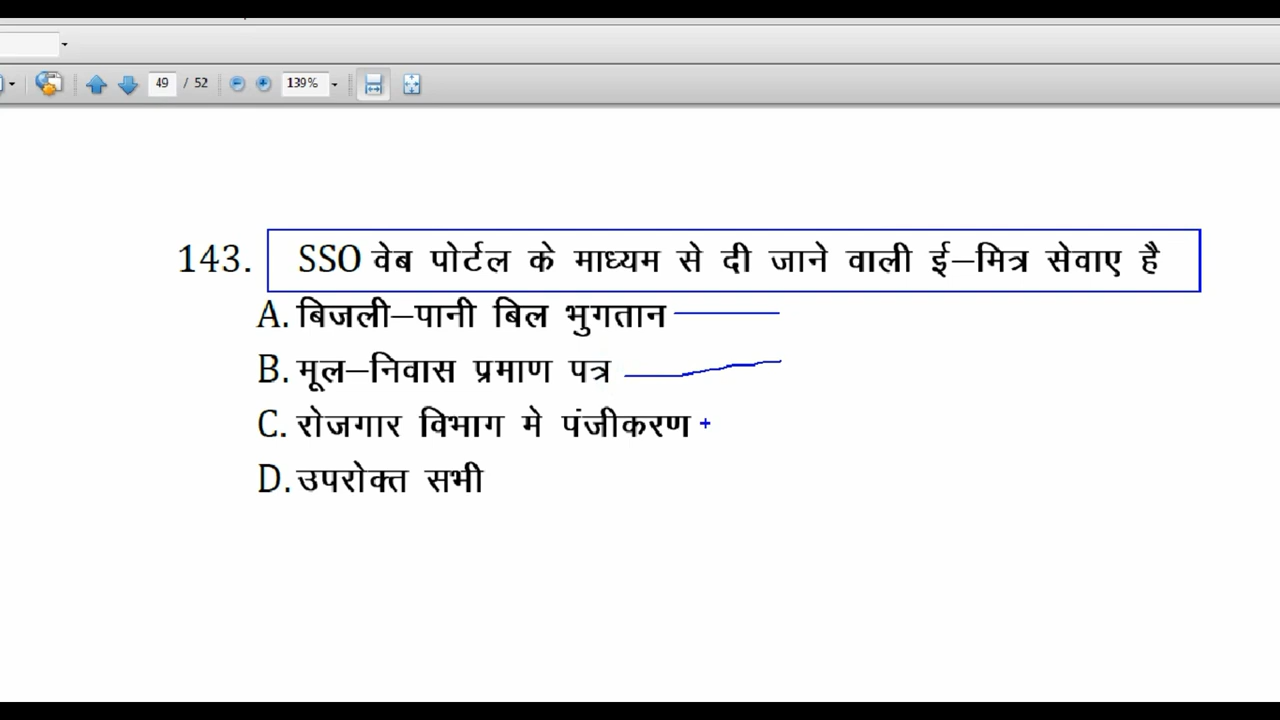 49 / 52 139%
143. SSO वेब पोर्टल के माध्यम से दी जाने वाली ई–मित्र सेवाए है
A. बिजली–पानी बिल भुगतान
B. मूल–निवास प्रमाण पत्र
C. रोजगार विभाग मे पंजीकरण
D. उपरोक्त सभी